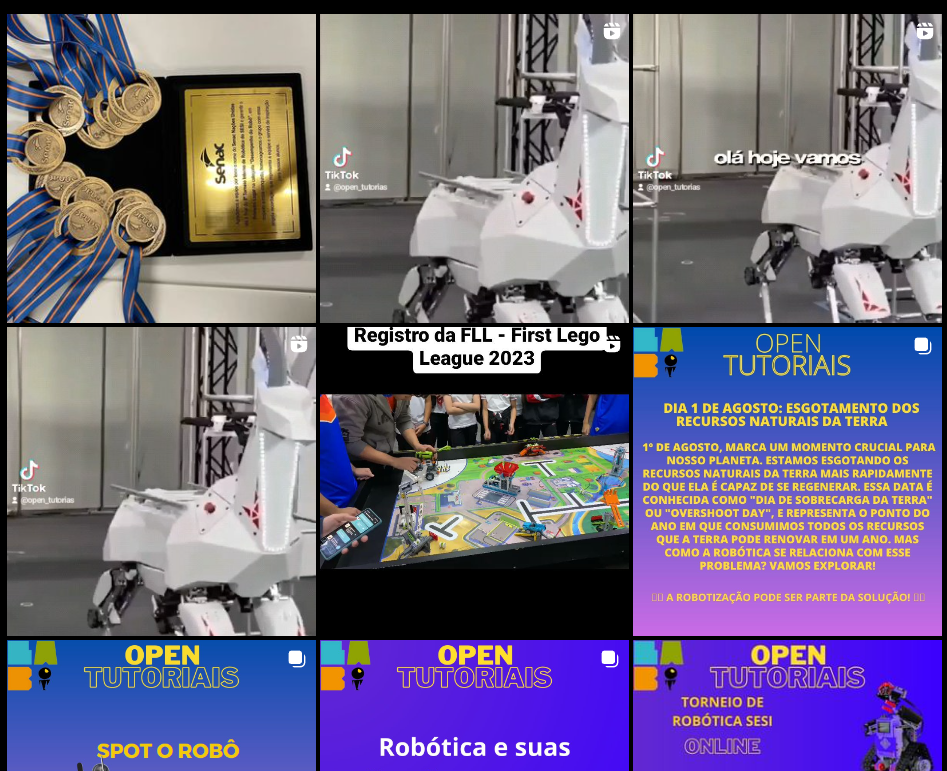 Senac
TikTok
@open_tutorias
olá hoje vamos
TikTok
@open_tutorias
TikTok
@open_tutorias
Registro da FLL - First Lego
League 2023
OPEN
TUTORIAIS
DIA 1 DE AGOSTO: ESGOTAMENTO DOS
RECURSOS NATURAIS DA TERRA
1º DE AGOSTO, MARCA UM MOMENTO CRUCIAL PARA
NOSSO PLANETA. ESTAMOS ESGOTANDO OS
RECURSOS NATURAIS DA TERRA MAIS RAPIDAMENTE
DO QUE ELA É CAPAZ DE SE REGENERAR. ESSA DATA É
CONHECIDA COMO "DIA DE SOBRECARGA DA TERRA"
OU "OVERSHOOT DAY", E REPRESENTA O PONTO DO
ANO EM QUE CONSUMIMOS TODOS OS RECURSOS
QUE A TERRA PODE RENOVAR EM UM ANO. MAS
COMO A ROBÓTICA SE RELACIONA COM ESSE
PROBLEMA? VAMOS EXPLORAR!
A ROBOTIZAÇÃO PODE SER PARTE DA SOLUÇÃO!
OPEN
TUTORIAIS
SPOT O ROBÔ
OPEN
TUTORIAIS
Robótica e suas
OPEN
TUTORIAIS
TORNEIO DE
ROBÓTICA SESI
ONLINE